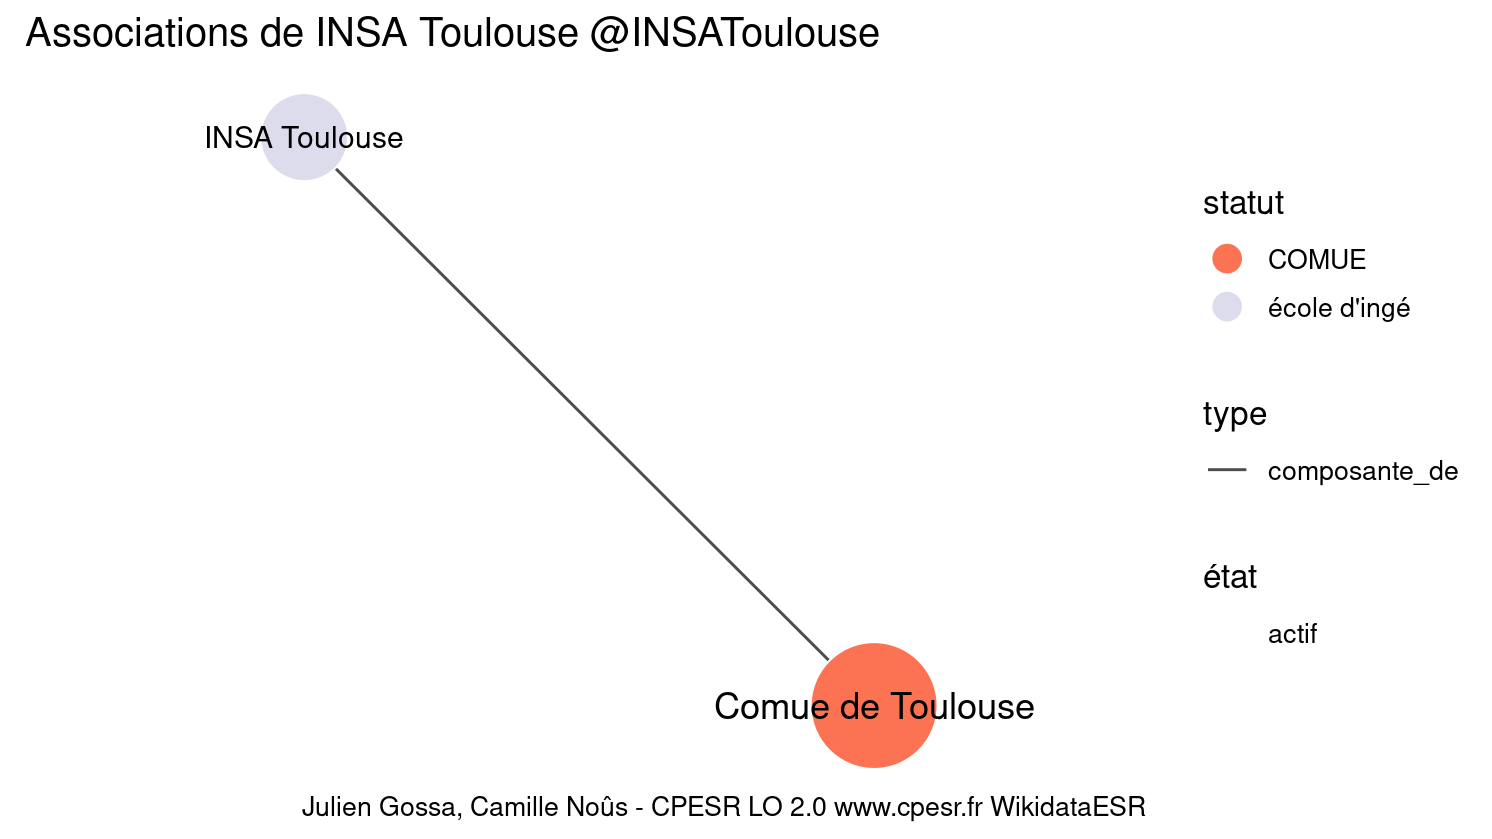 Associations de INSA Toulouse @INSAToulouse
INSA Toulouse
statut
COMUE
école d'ingé
type
composante_de
état
actif
Comue de Toulouse
Julien Gossa, Camille Noûs - CPESR LO 2.0 www.cpesr.fr WikidataESR